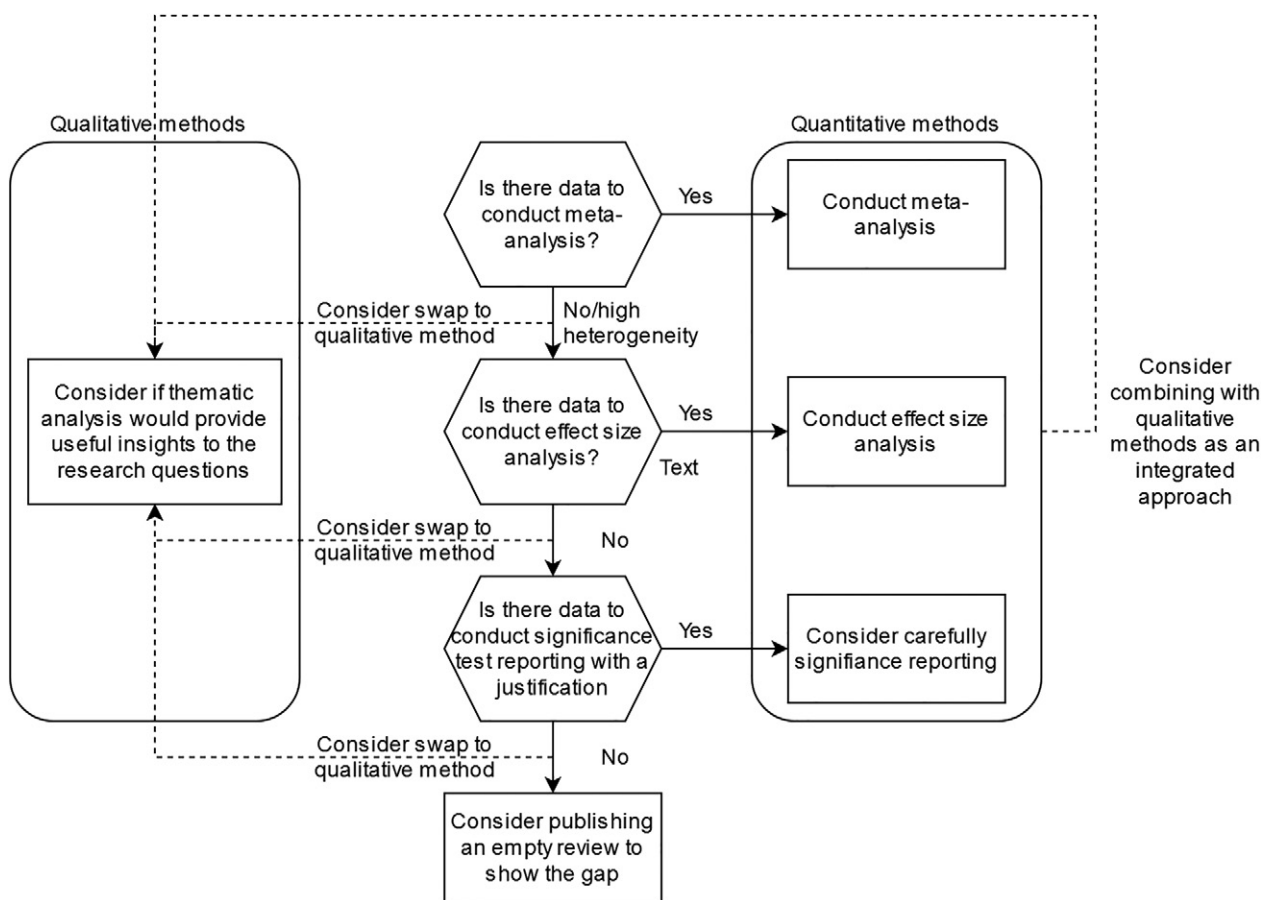 Qualitative methods
Quantitative methods
Is there data to
conduct meta-
analysis?
Yes
Conduct meta-
analysis
Consider swap to
qualitative method
No/high
heterogeneity
Consider if thematic
analysis would provide
useful insights to the
research questions
Is there data to
conduct effect size
analysis?
Yes
Text
Conduct effect size
analysis
Consider
combining with
qualitative
methods as an
integrated
approach
Consider swap to
qualitative method
No
Is there data to
conduct significance
test reporting with a
justification
Yes
Consider carefully
signifiance reporting
Consider swap to
qualitative method
No
Consider publishing
an empty review to
show the gap